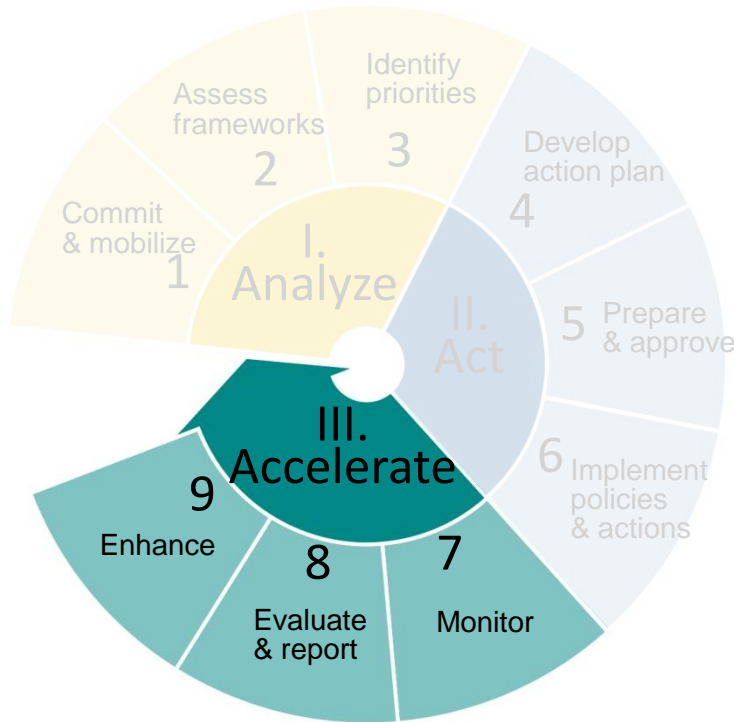 I.
Analyze
Commit
& mobilize
1
Assess
frameworks
2
Identify
priorities
3
II.
Act
Develop
action plan
4
5
Prepare
& approve
6
Implement
policies
& actions
III.
Accelerate
7
Monitor
8
Evaluate
& report
9
Enhance